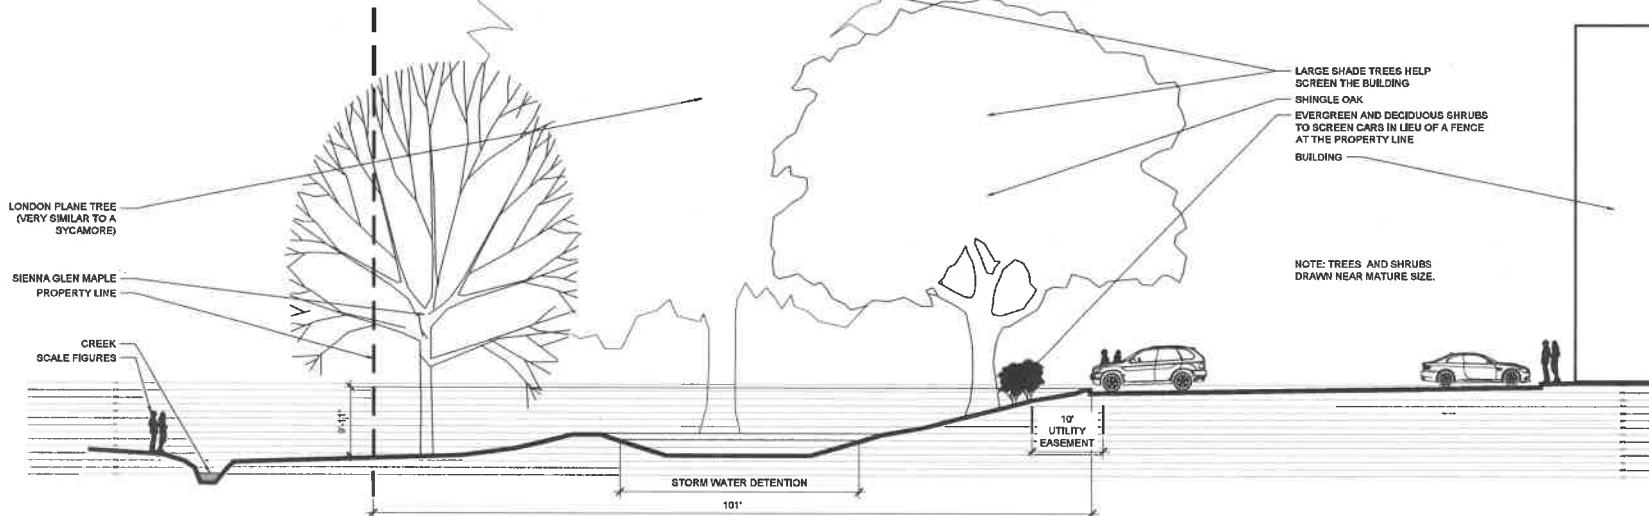 LARGE SHADE TREES HELP
SCREEN THE BUILDING
SHINGLE OAK
EVERGREEN AND DECIDUOUS SHRUBS
TO SCREEN CARS IN LIEU OF A FENCE
AT THE PROPERTY LINE
BUILDING
LONDON PLANE TREE
(VERY SIMILAR TO A
SYCAMORE)
NOTE: TREES AND SHRUBS
DRAWN NEAR MATURE SIZE.
SIENNA GLEN MAPLE
PROPERTY LINE
CREEK
SCALE FIGURES
9'-11"
10'
UTILITY
EASEMENT
STORM WATER DETENTION
101'